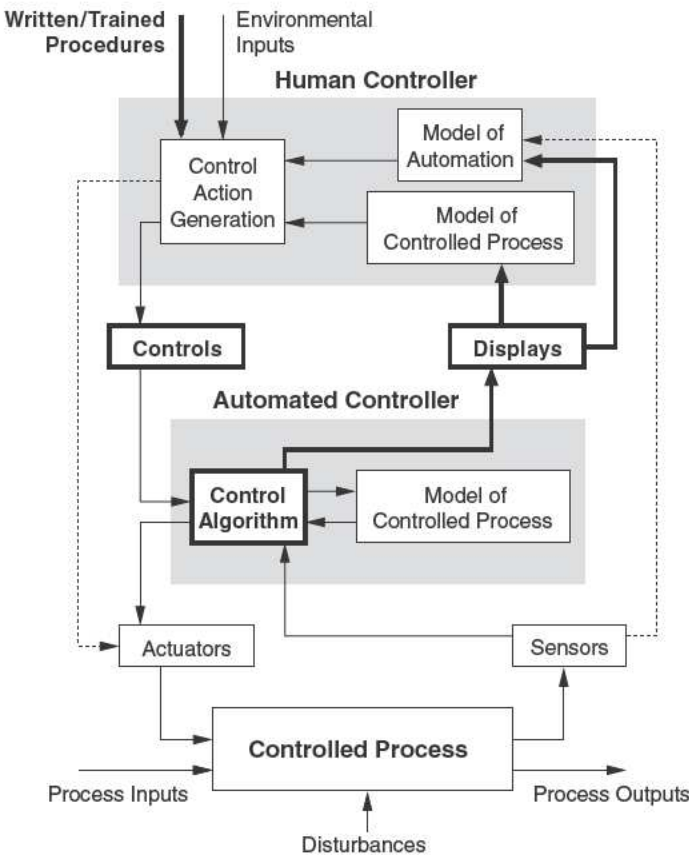 Written/Trained
Procedures
Environmental
Inputs
Human Controller
Control
Action
Generation
Model of
Automation
Model of
Controlled Process
Controls
Displays
Automated Controller
Control
Algorithm
Model of
Controlled Process
Actuators
Sensors
Controlled Process
Process Inputs
Process Outputs
Disturbances